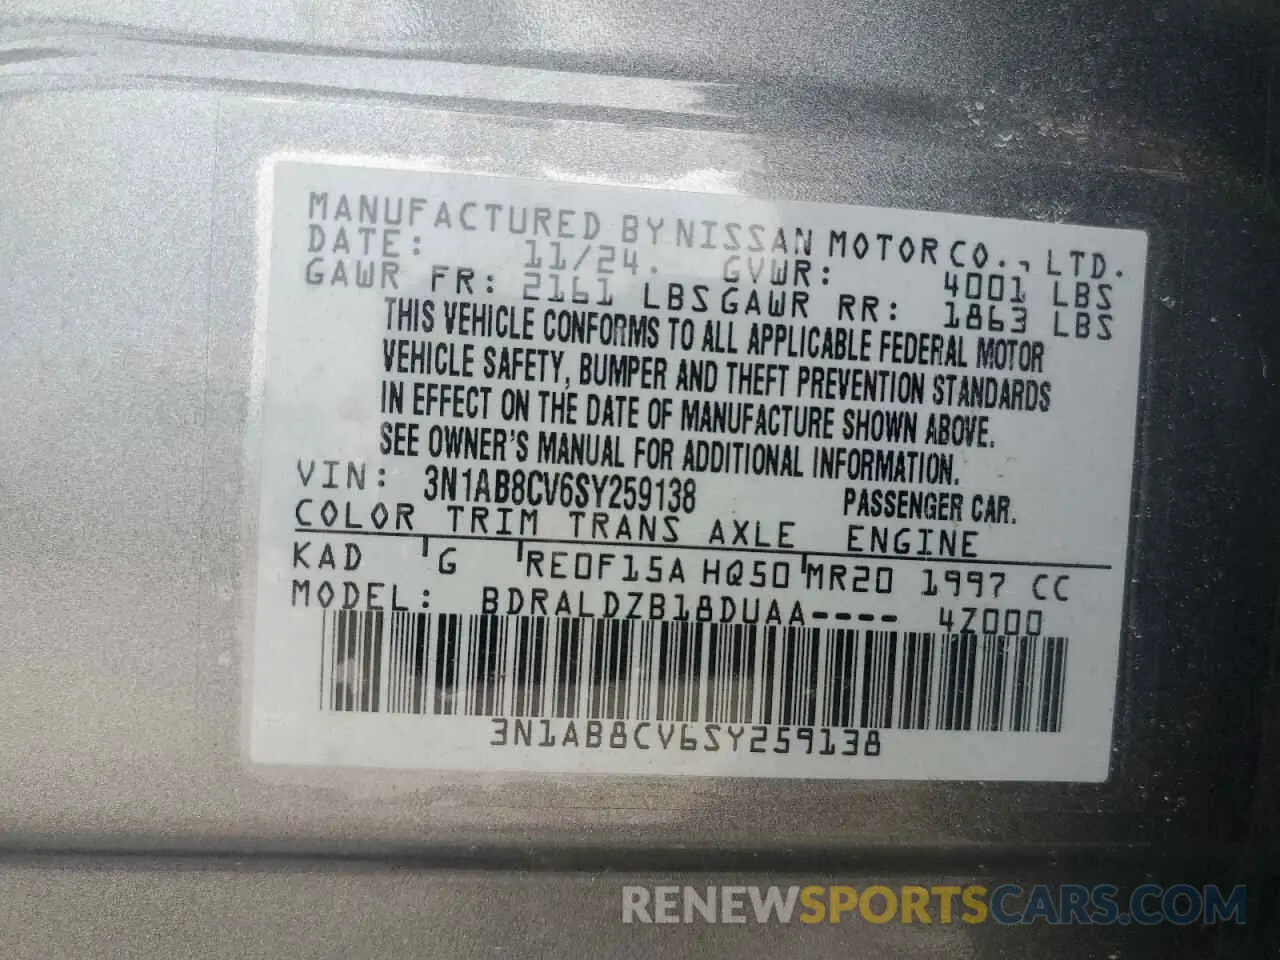 MANUFACTURED BY NISSAN MOTOR CO., LTD.
DATE: 11/24. GVWR: 4001 LBS
GAWR FR: 2161 LBS GAWR RR: 1863 LBS
THIS VEHICLE CONFORMS TO ALL APPLICABLE FEDERAL MOTOR
VEHICLE SAFETY, BUMPER AND THEFT PREVENTION STANDARDS
IN EFFECT ON THE DATE OF MANUFACTURE SHOWN ABOVE.
SEE OWNER'S MANUAL FOR ADDITIONAL INFORMATION.
VIN: 3N1AB8CV6SY259138 PASSENGER CAR.
COLOR TRIM TRANS AXLE ENGINE
KAD G RE0F15A HQ50 MR20 1997 CC
MODEL: BDRALDZB18DUAA---- 4Z000
3N1AB8CV6SY259138
RENEWSPORTSCARS.COM